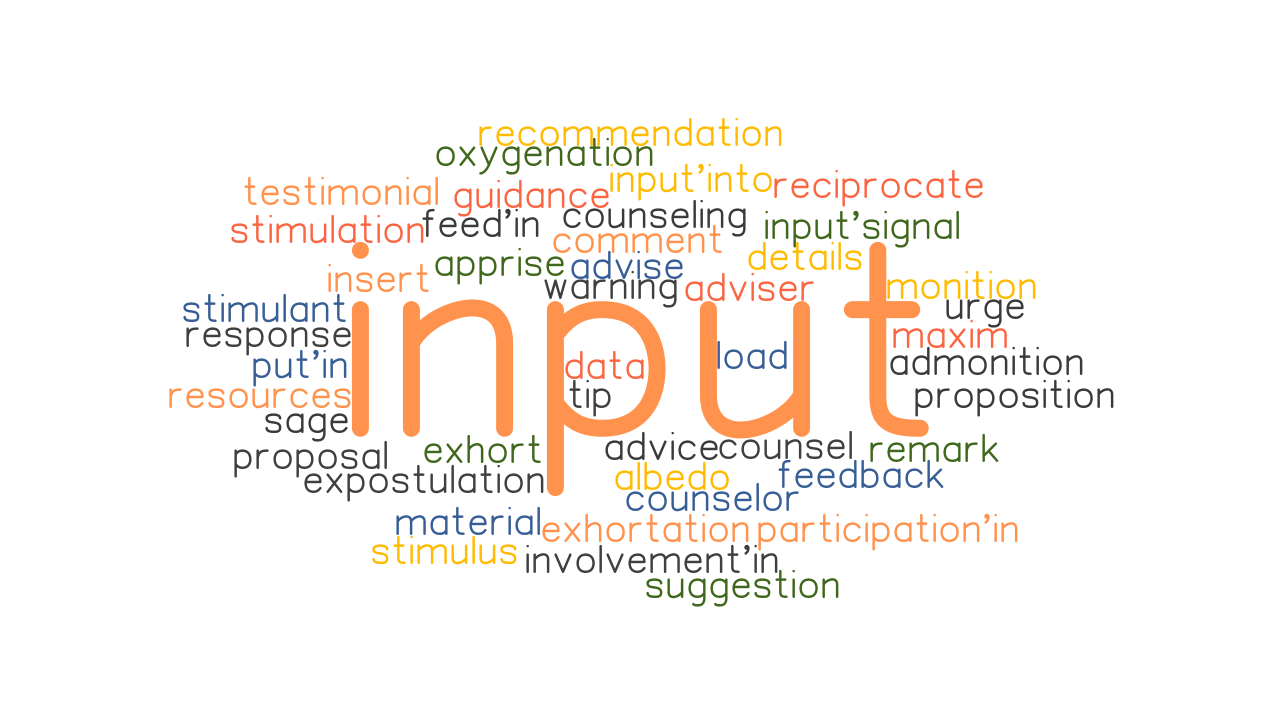 recommendation
oxygenation
input'into
reciprocate
testimonial
guidance
counseling
stimulation
feed'in
input'signal
comment
details
apprise
advise
insert
warning
adviser
monition
stimulant
urge
response
maxim
input
put'in
data
load
admonition
resources
tip
proposition
sage
proposal
exhort
advice
counsel
remark
expostulation
albedo
feedback
counselor
material
exhortation
participation'in
stimulus
involvement'in
suggestion